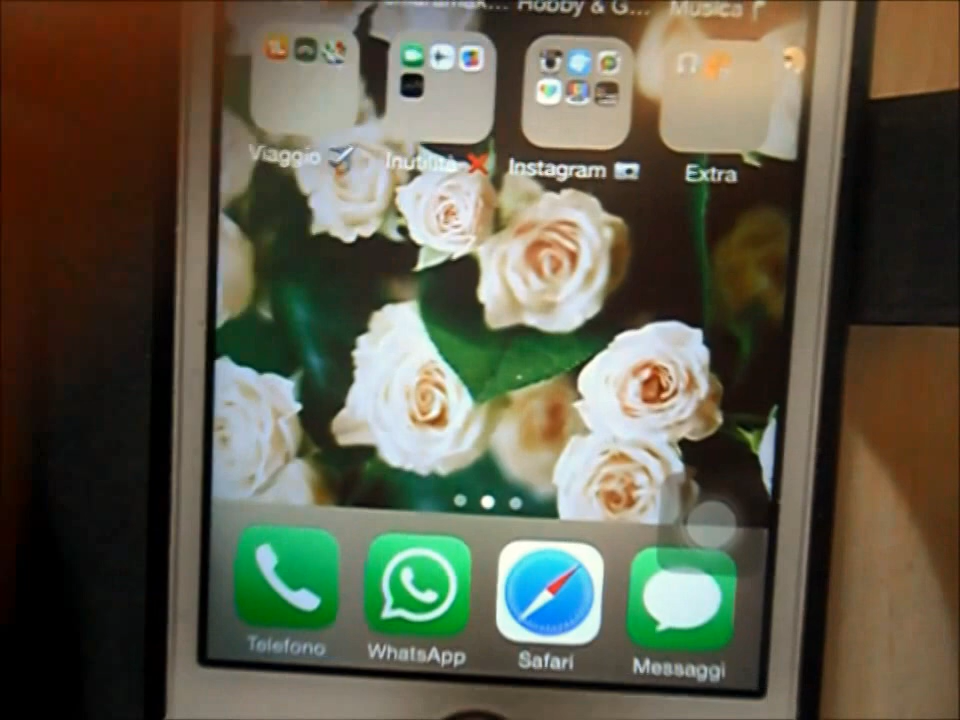 Hobby & G... Musica
Viaggio Inutilità Instagram Extra
Telefono WhatsApp Safari Messaggi